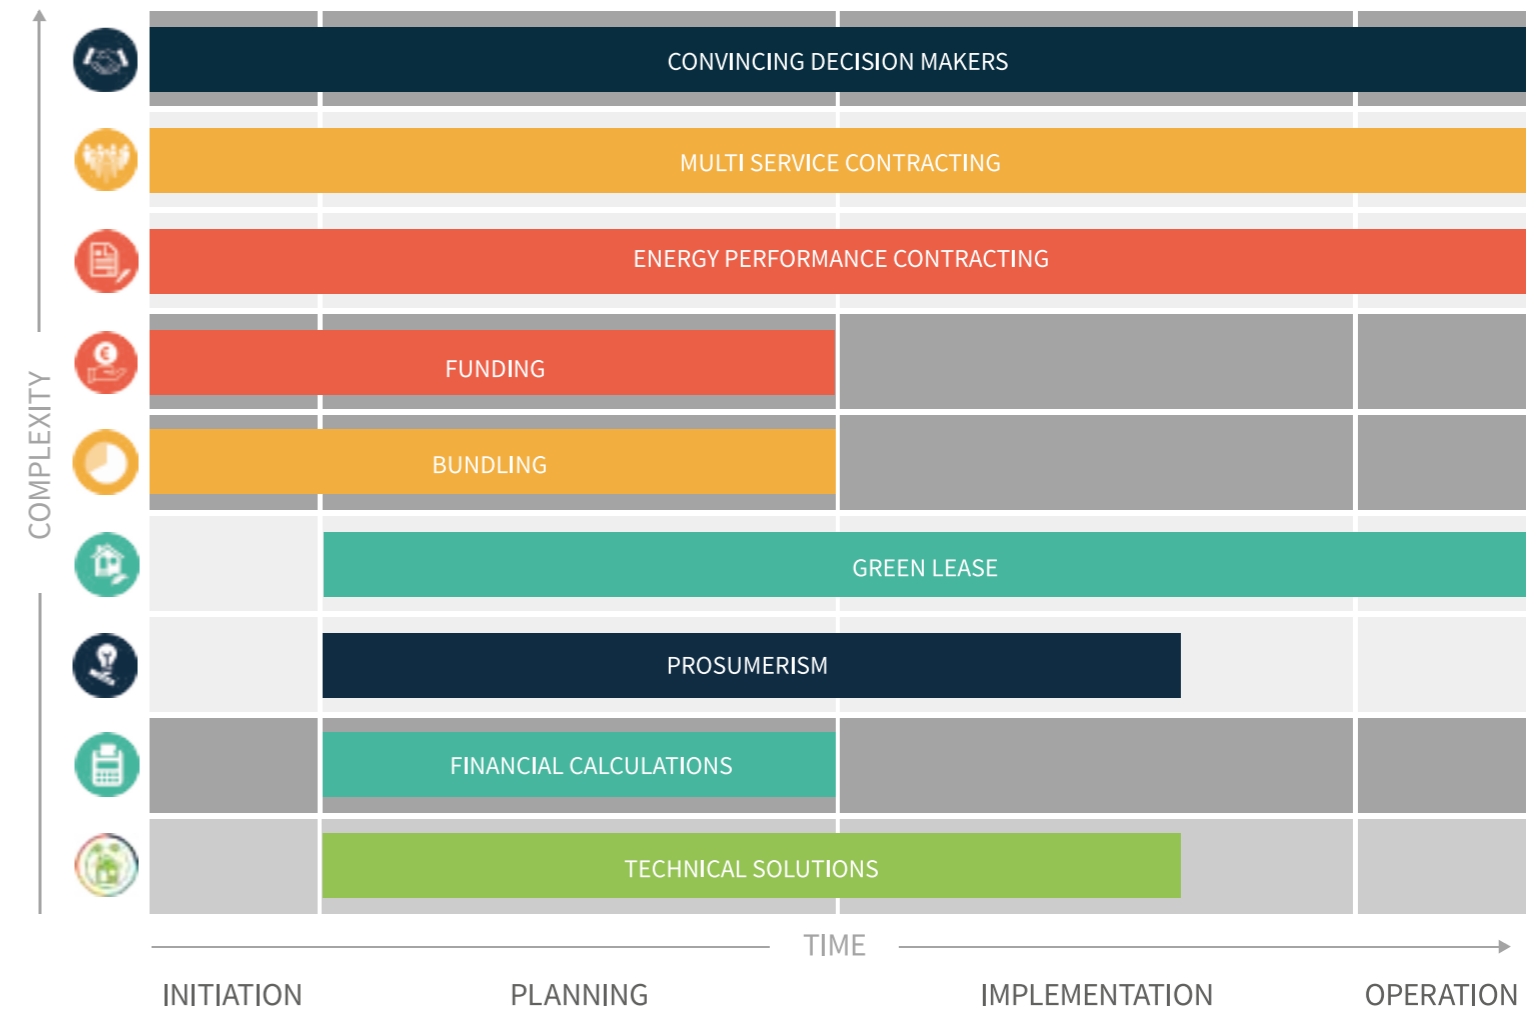 CONVINCING DECISION MAKERS
MULTI SERVICE CONTRACTING
ENERGY PERFORMANCE CONTRACTING
FUNDING
BUNDLING
GREEN LEASE
PROSUMERISM
FINANCIAL CALCULATIONS
TECHNICAL SOLUTIONS
COMPLEXITY
TIME
INITIATION
PLANNING
IMPLEMENTATION
OPERATION